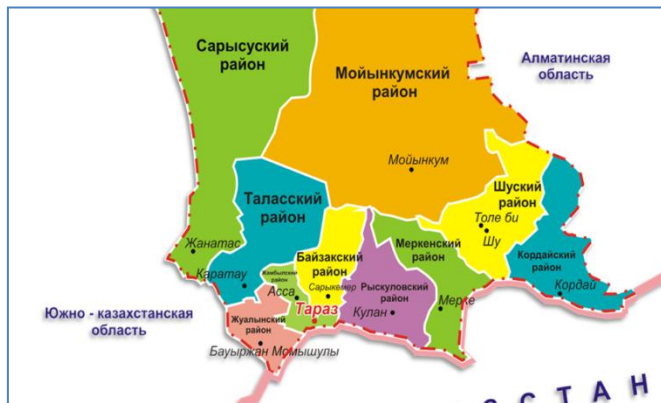 Сарысуский
район
Мойынкумский
район
Алматинская
область
Мойынкум
Таласский
район
Шуский
район
Толе би
Шу
Жанатас
Каратау
Жамбылский
район
Байзакский
район
Меркенский
район
Кордайский
район
Асса
Сарыкемер
Рыскуловский
район
Кордай
Тараз
Кулан
Мерке
Южно - казахстанская
область
Жуалынский
район
Бауыржан Момышулы
СТАН